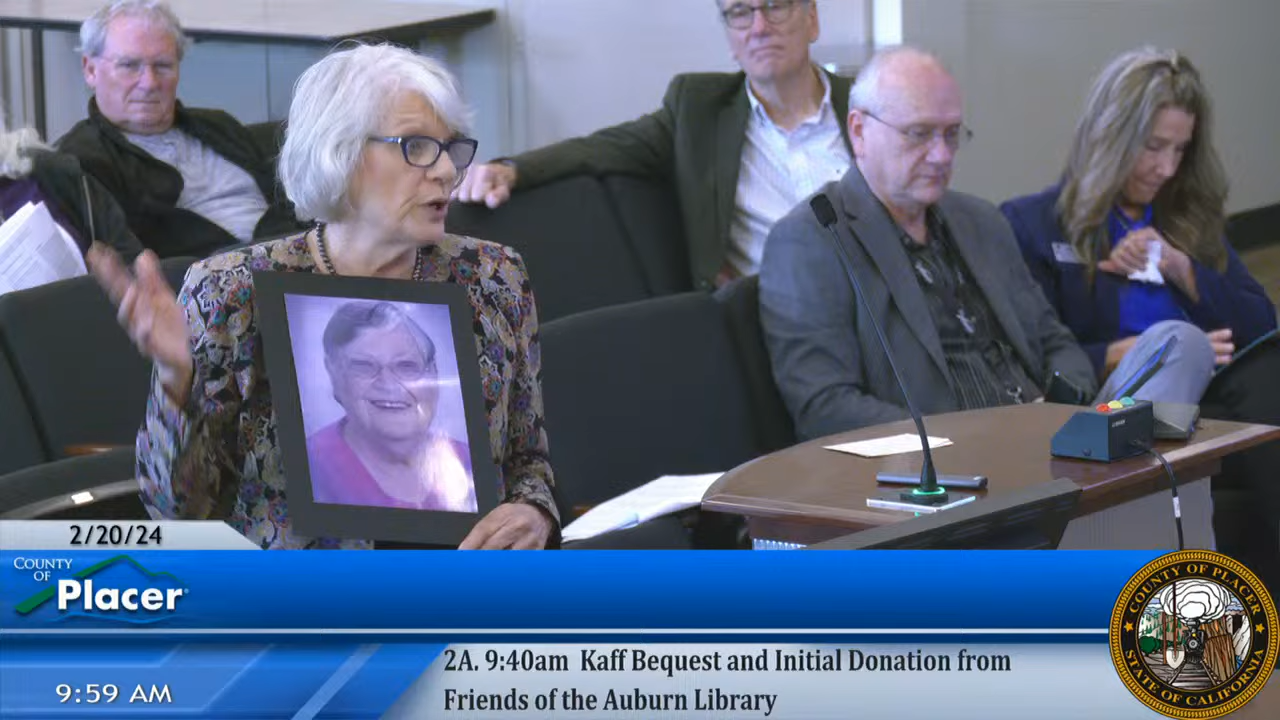 2/20/24
COUNTY
OF
Placer
2A. 9:40am Kaff Bequest and Initial Donation from
Friends of the Auburn Library
9:59 AM
COUNTY OF PLACER
STATE OF CALIFORNIA